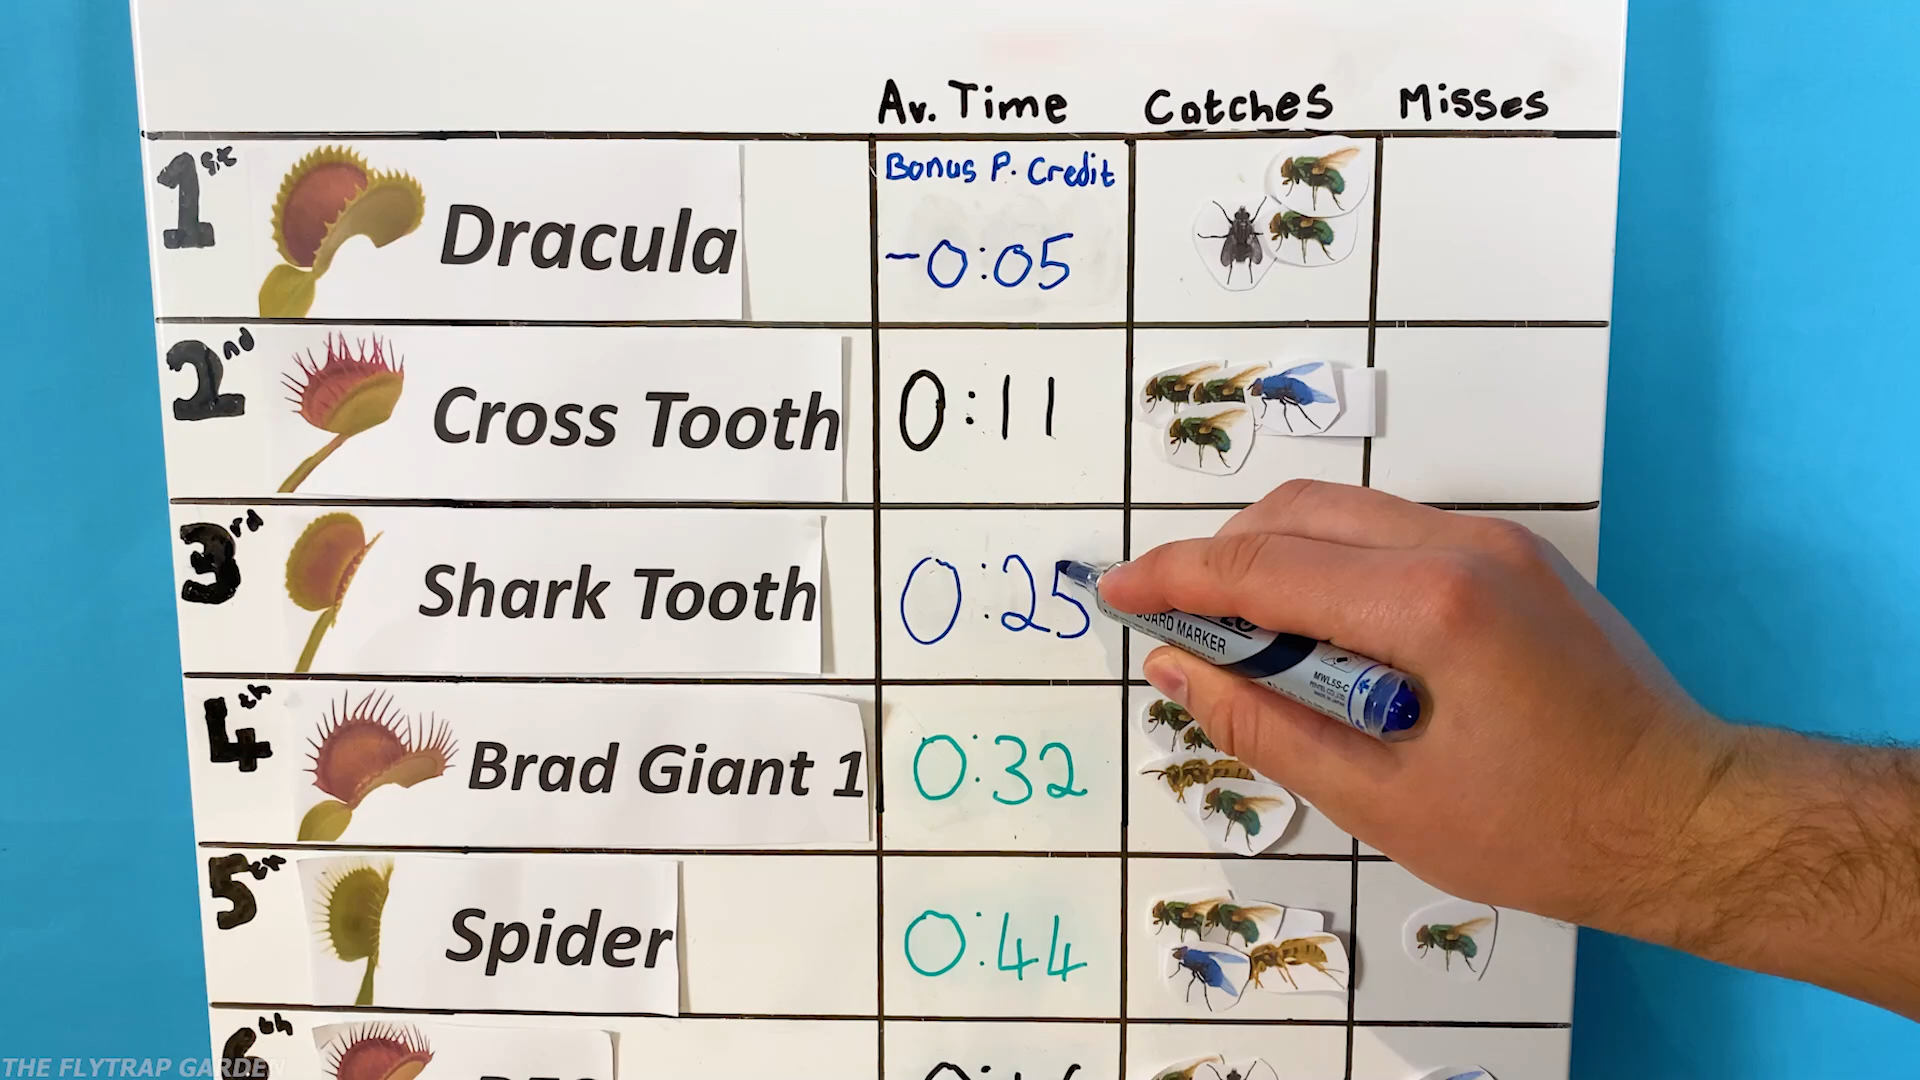 Av. Time Catches Misses
1st Dracula Bonus P. Credit
-0:05
2nd Cross Tooth 0:11
3rd Shark Tooth 0:25
BOARD MARKER
MWL5S-C
4th Brad Giant 1 0:32
5th Spider 0:44
6th
THE FLYTRAP GARDEN